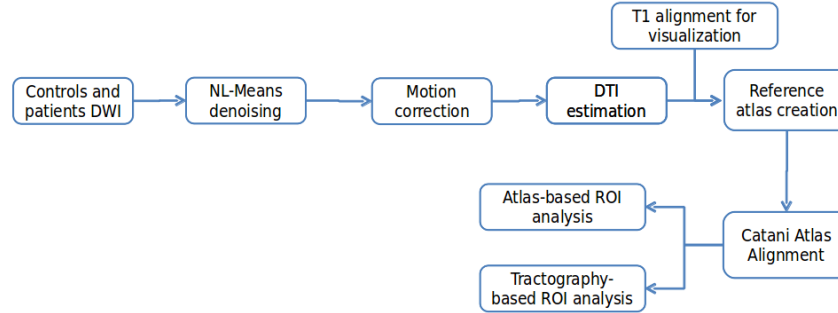 T1 alignment for
visualization
Controls and
patients DWI
NL-Means
denoising
Motion
correction
DTI
estimation
Reference
atlas creation
Atlas-based ROI
analysis
Catani Atlas
Alignment
Tractography-
based ROI analysis